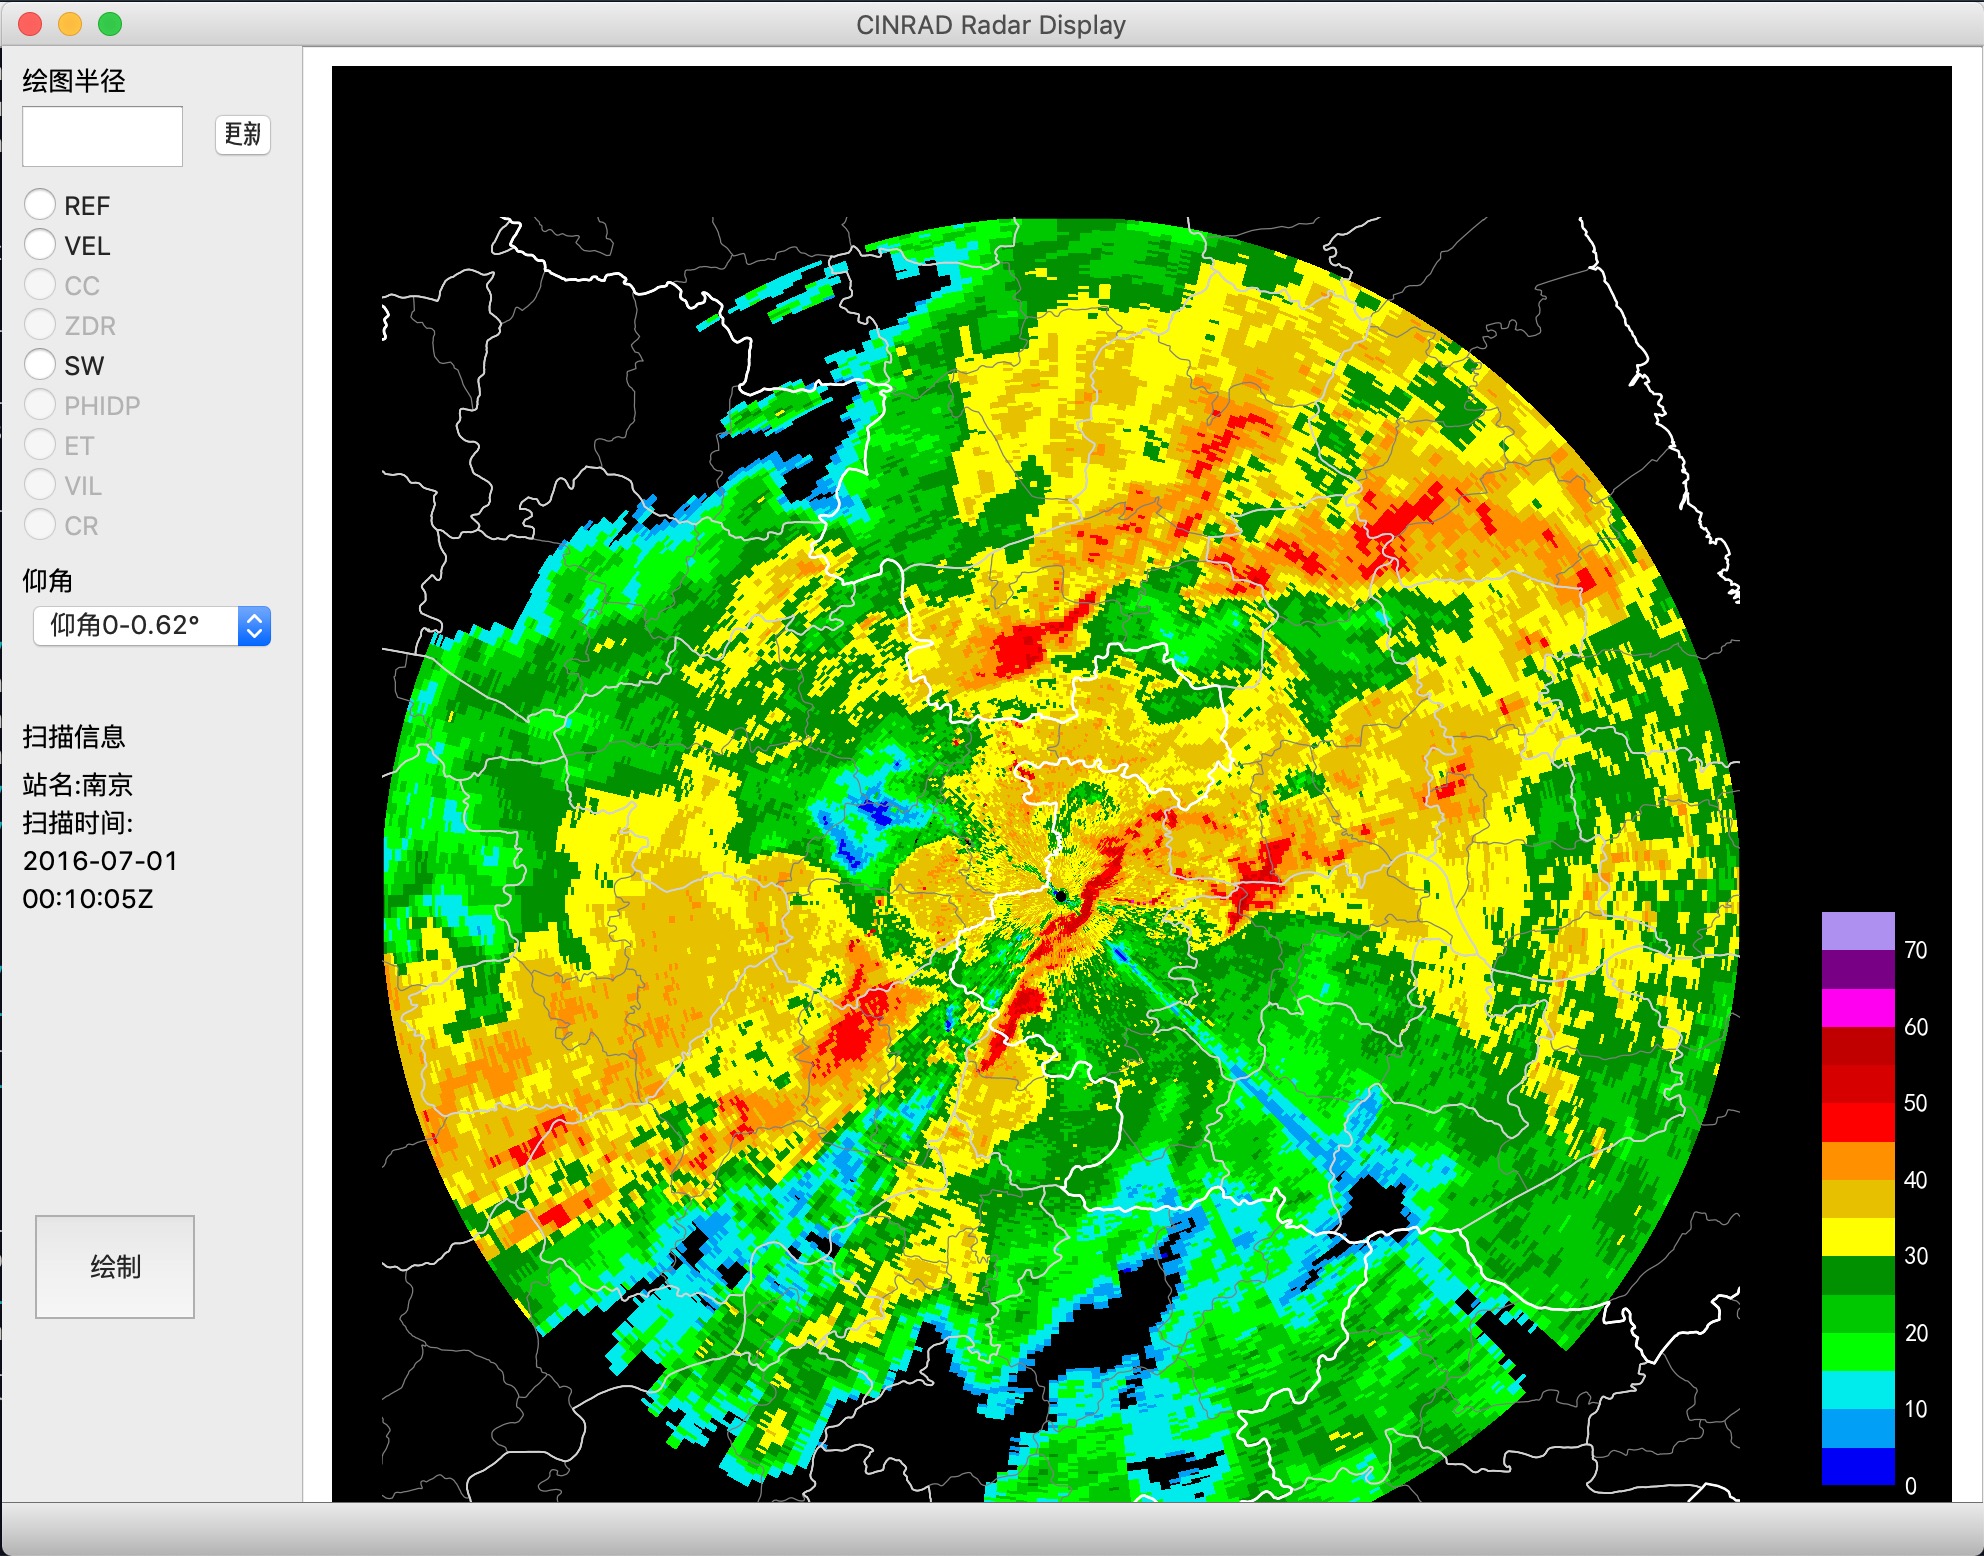 CINRAD Radar Display
绘图半径
更新
REF
VEL
CC
ZDR
SW
PHIDP
ET
VIL
CR
仰角
仰角0-0.62°
扫描信息
站名:南京
扫描时间:
2016-07-01
00:10:05Z
绘制
70
60
50
40
30
20
10
0